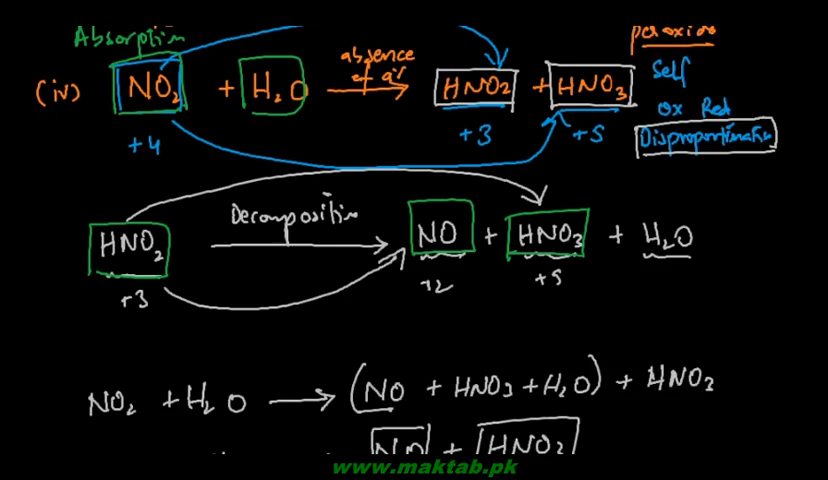 Absorption
peroxide
absence of air
self
(iv) NO₂ + H₂O → HNO₂ + HNO₃
ox Red
+4 +3 +5
Disproportination
HNO₂ Decomposition → NO + HNO₃ + H₂O
+3 +2 +5
NO₂ + H₂O → (NO + HNO₃ + H₂O) + HNO₃
NO + HNO₂
www.maktab.pk